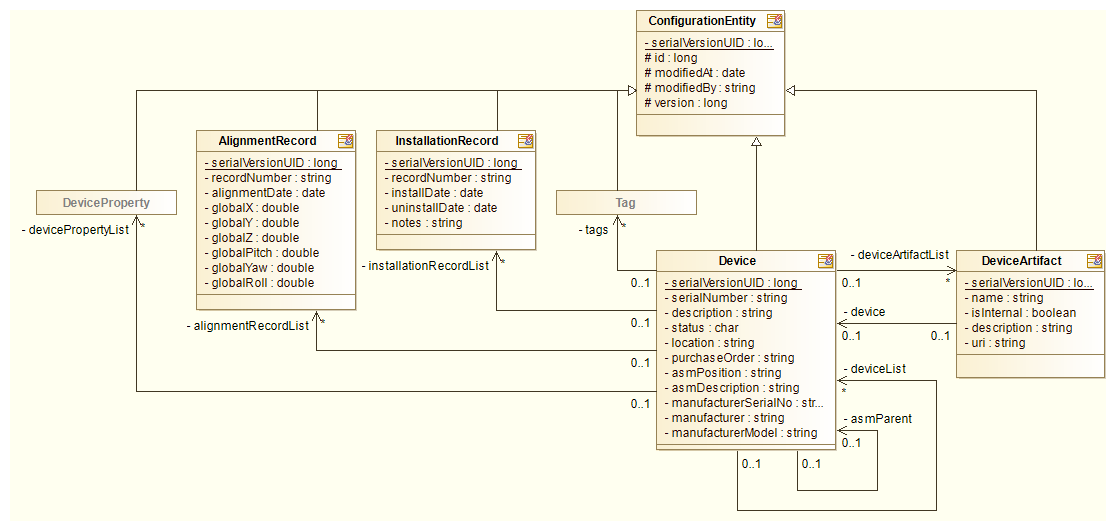 ConfigurationEntity
- serialVersionUID : lo...
# id : long
# modifiedAt : date
# modifiedBy : string
# version : long
AlignmentRecord
- serialVersionUID : long
- recordNumber : string
- alignmentDate : date
- globalX : double
- globalY : double
- globalZ : double
- globalPitch : double
- globalYaw : double
- globalRoll : double
InstallationRecord
- serialVersionUID : long
- recordNumber : string
- installDate : date
- uninstallDate : date
- notes : string
DeviceProperty
- devicePropertyList
*
Tag
- tags
*
- installationRecordList
*
- alignmentRecordList
*
Device
- serialVersionUID : long
- serialNumber : string
- description : string
- status : char
- location : string
- purchaseOrder : string
- asmPosition : string
- asmDescription : string
- manufacturerSerialNo : str...
- manufacturer : string
- manufacturerModel : string
0..1
0..1
0..1
0..1
- deviceArtifactList
0..1
*
- device
0..1
0..1
- deviceList
*
- asmParent
0..1
0..1
0..1
DeviceArtifact
- serialVersionUID : lo...
- name : string
- isInternal : boolean
- description : string
- uri : string